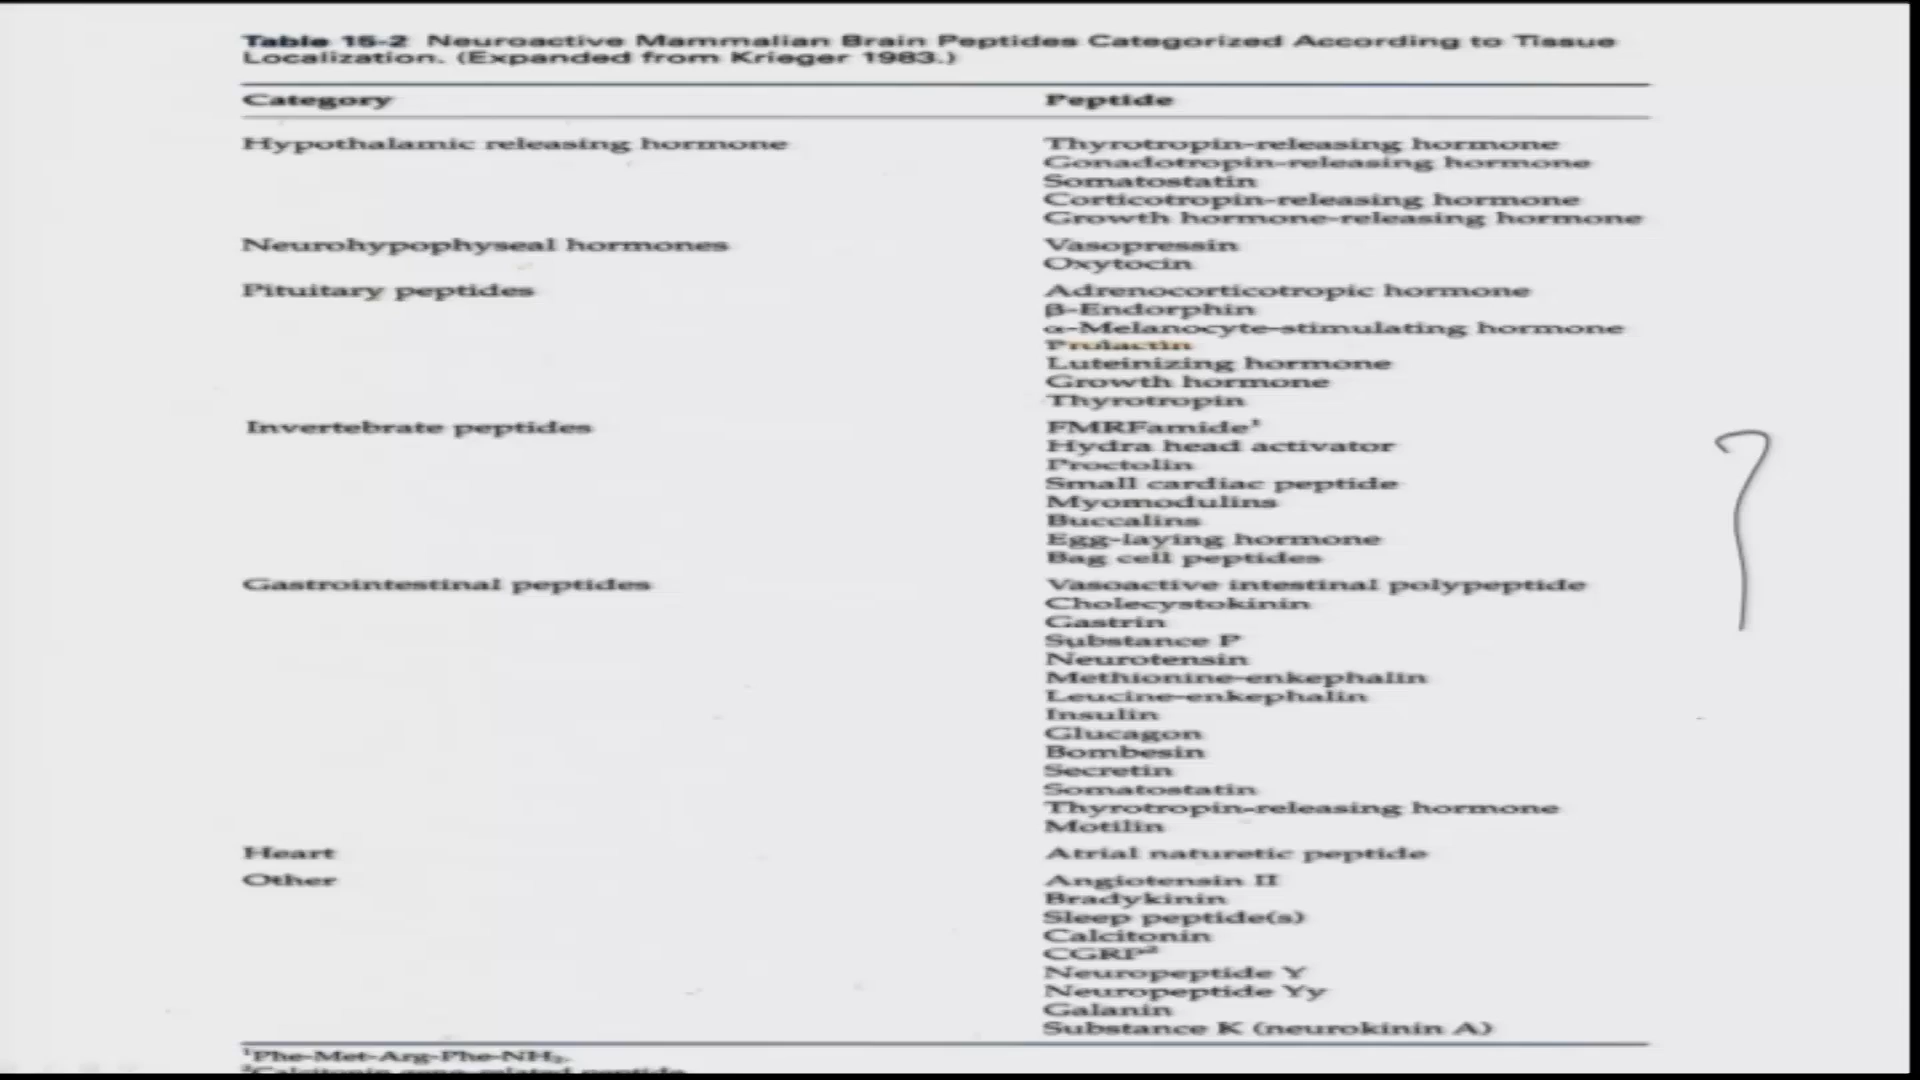 Table 15-2 Neuroactive Mammalian Brain Peptides Categorized According to Tissue
Localization. (Expanded from Krieger 1983.)
Category Peptide
Hypothalamic releasing hormone Thyrotropin-releasing hormone
Gonadotropin-releasing hormone
Somatostatin
Corticotropin-releasing hormone
Growth hormone-releasing hormone
Neurohypophyseal hormones Vasopressin
Oxytocin
Pituitary peptides Adrenocorticotropic hormone
β-Endorphin
α-Melanocyte-stimulating hormone
Prolactin
Luteinizing hormone
Growth hormone
Thyrotropin
Invertebrate peptides FMRFamide¹
Hydra head activator
Proctolin
Small cardiac peptide
Myomodulins
Buccalins
Egg-laying hormone
Bag cell peptides
Gastrointestinal peptides Vasoactive intestinal polypeptide
Cholecystokinin
Gastrin
Substance P
Neurotensin
Methionine-enkephalin
Leucine-enkephalin
Insulin
Glucagon
Bombesin
Secretin
Somatostatin
Thyrotropin-releasing hormone
Motilin
Heart Atrial naturetic peptide
Other Angiotensin II
Bradykinin
Sleep peptide(s)
Calcitonin
CGRP²
Neuropeptide Y
Neuropeptide Yy
Galanin
Substance K (neurokinin A)
¹Phe-Met-Arg-Phe-NH₂.
²Calcitonin gene-related peptide.